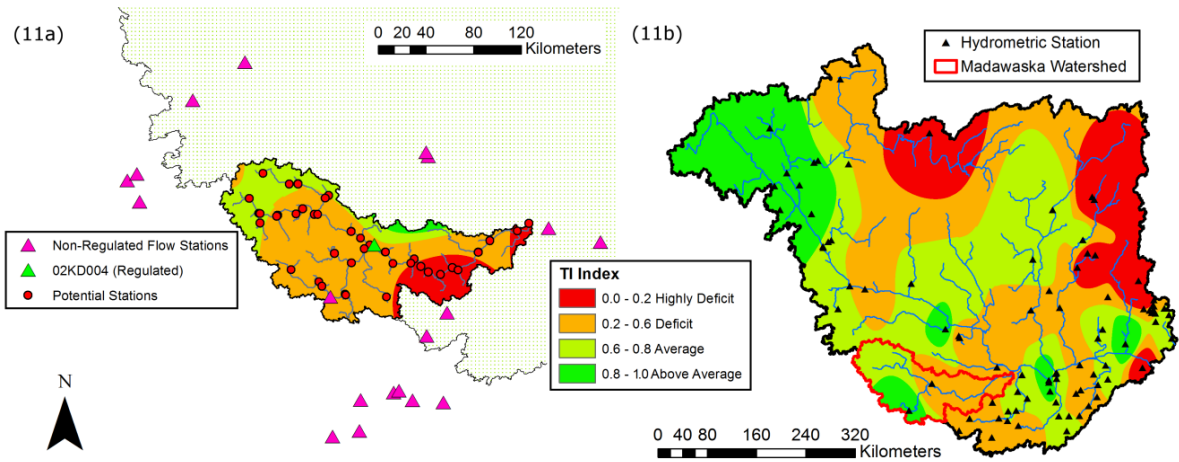 (11a)
0 20 40 80 120
Kilometers
Non-Regulated Flow Stations
02KD004 (Regulated)
Potential Stations
N
TI Index
0.0 - 0.2 Highly Deficit
0.2 - 0.6 Deficit
0.6 - 0.8 Average
0.8 - 1.0 Above Average
(11b)
Hydrometric Station
Madawaska Watershed
0 40 80 160 240 320
Kilometers